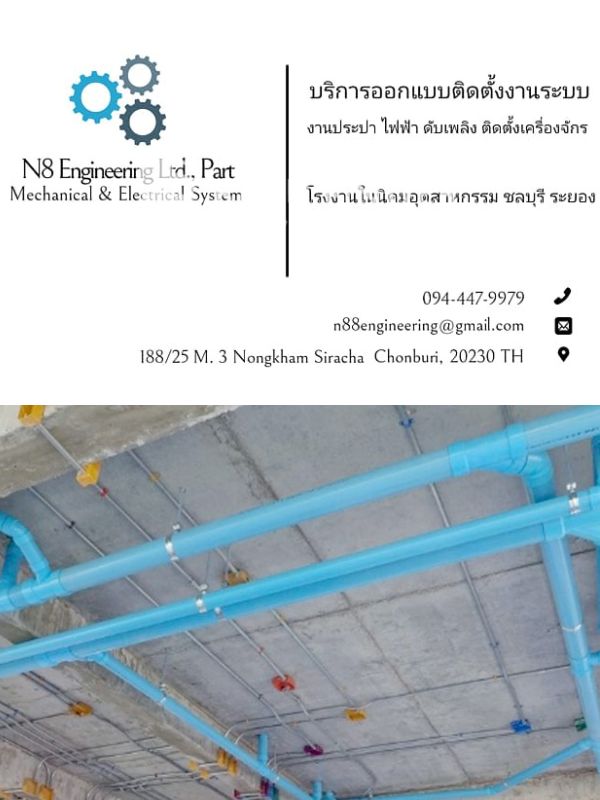 N8 Engineering Ltd., Part
Mechanical & Electrical System
บริการออกแบบติดตั้งงานระบบ
งานประปา ไฟฟ้า ดับเพลิง ติดตั้งเครื่องจักร
โรงงานในนิคมอุตสาหกรรม ชลบุรี ระยอง
094-447-9979
n88engineering@gmail.com
188/25 M. 3 Nongkham Siracha Chonburi, 20230 TH